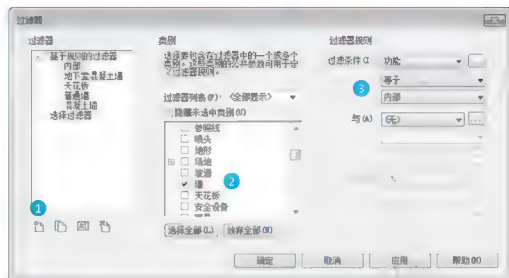 过滤器
过滤器
基于规则的过滤器
内部
地下室混凝土墙
天花板
普通墙
混凝土墙
选择过滤器
1
类别
选择要包含在过滤器中的一个或多个
类别。这些类别的公共参数可用于定
义过滤器规则。
过滤器列表(F): <全部显示>
隐藏未选中类别(U)
参照线
喷头
地形
场地
坡道
墙
天花板
安全设备
2
选择全部(L) 放弃全部(N)
过滤器规则
过滤条件(I 功能
3
等于
内部
与(A) (无) ...
确定 取消 应用 帮助(H)